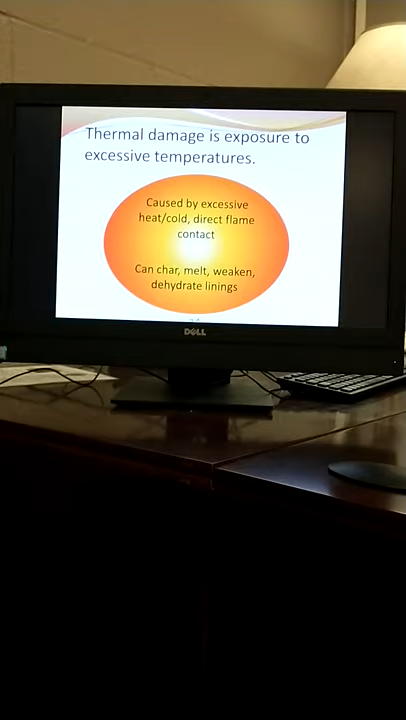 Thermal damage is exposure to
excessive temperatures.
Caused by excessive
heat/cold, direct flame
contact
Can char, melt, weaken,
dehydrate linings
DELL